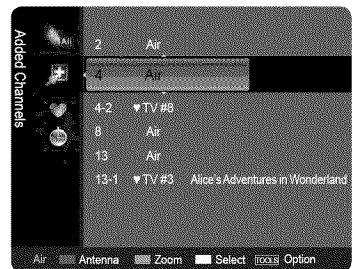 Added Channels
All
2 Air
4 Air
4-2 ♥TV #8
8 Air
13 Air
13-1 ♥TV #3 Alice's Adventures in Wonderland
Air Antenna Zoom Select TOOLS Option